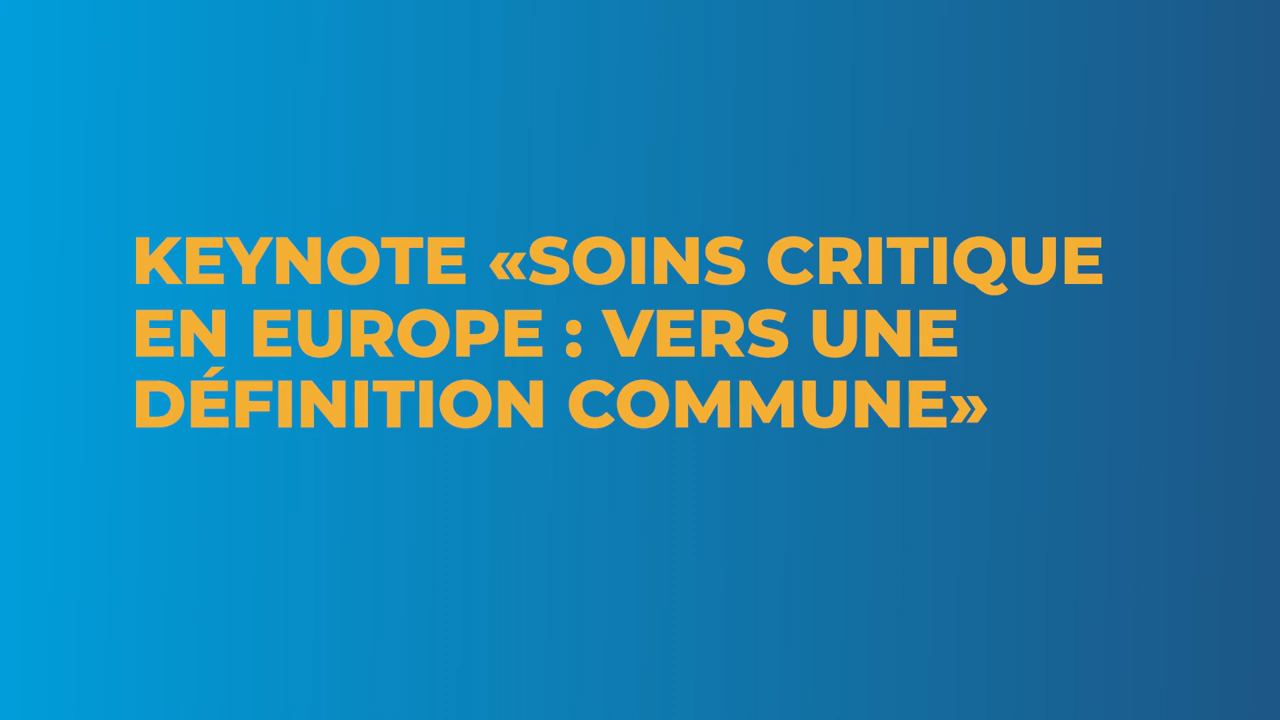 KEYNOTE «SOINS CRITIQUE
EN EUROPE : VERS UNE
DÉFINITION COMMUNE»